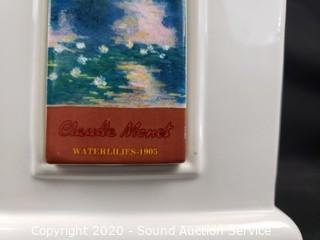 Claude Monet
WATERLILIES-1905
Copyright © 2020 - Sound Auction Service